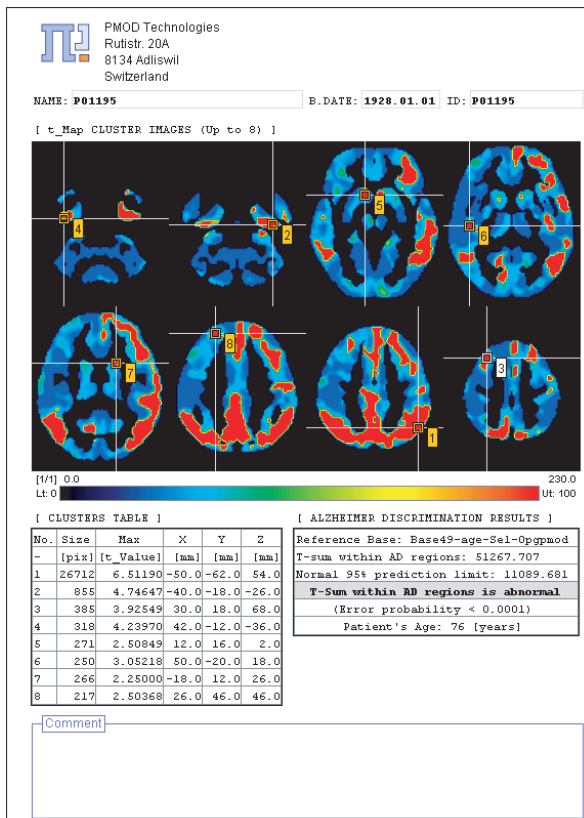 PMOD Technologies
Rutistr. 20A
8134 Adliswil
Switzerland
NAME: P01195 B.DATE: 1928.01.01 ID: P01195
[ t_Map CLUSTER IMAGES (Up to 8) ]
4 2 5 6
7 8 1 3
[1/1] 0.0 230.0
Lt: 0 Ut: 100
[ CLUSTERS TABLE ]
No. Size Max X Y Z
- [pix] [t_Value] [mm] [mm] [mm]
1 26712 6.51190 -50.0 -62.0 54.0
2 855 4.74647 -40.0 -18.0 -26.0
3 385 3.92549 30.0 18.0 68.0
4 318 4.23970 42.0 -12.0 -36.0
5 271 2.50849 12.0 16.0 2.0
6 250 3.05218 50.0 -20.0 18.0
7 266 2.25000 -18.0 12.0 26.0
8 217 2.50368 26.0 46.0 46.0
[ ALZHEIMER DISCRIMINATION RESULTS ]
Reference Base: Base49-age-Sel-0pgpmod
T-sum within AD regions: 51267.707
Normal 95% prediction limit: 11089.681
T-Sum within AD regions is abnormal
(Error probability < 0.0001)
Patient's Age: 76 [years]
Comment